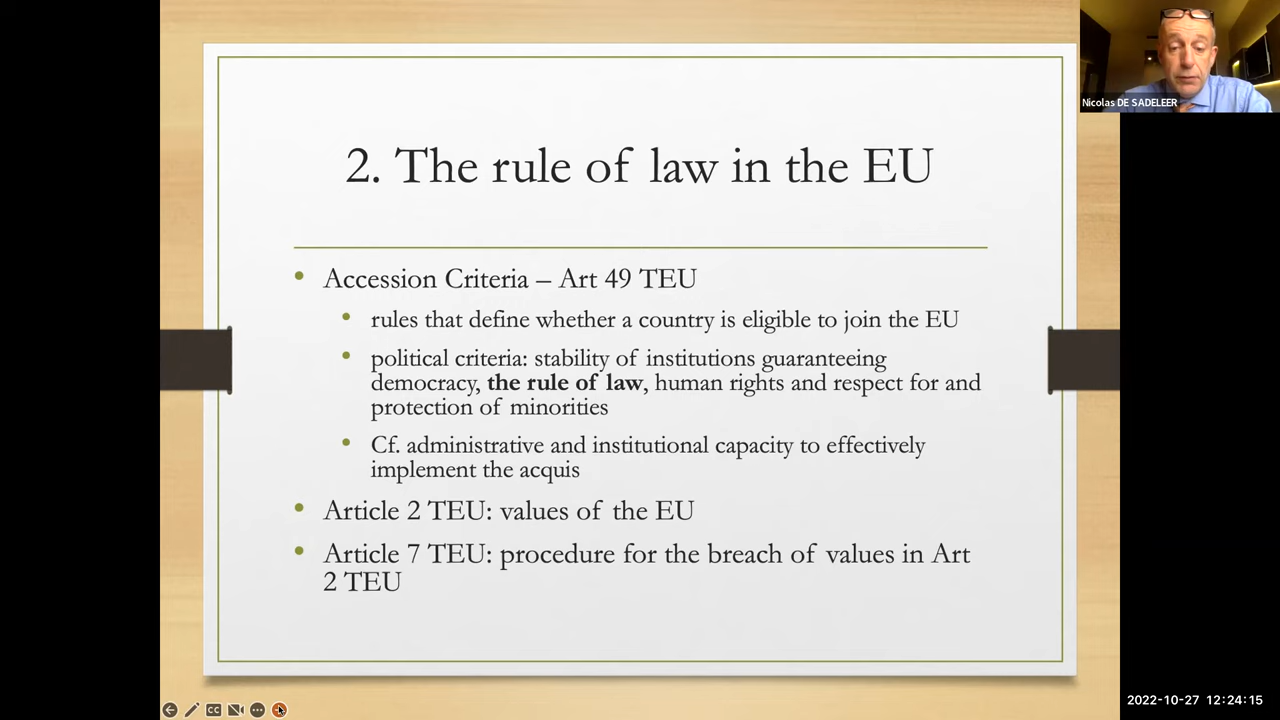 Nicolas DE SADELEER
2. The rule of law in the EU
• Accession Criteria – Art 49 TEU
• rules that define whether a country is eligible to join the EU
• political criteria: stability of institutions guaranteeing
democracy, the rule of law, human rights and respect for and
protection of minorities
• Cf. administrative and institutional capacity to effectively
implement the acquis
• Article 2 TEU: values of the EU
• Article 7 TEU: procedure for the breach of values in Art
2 TEU
CC
2022-10-27 12:24:15